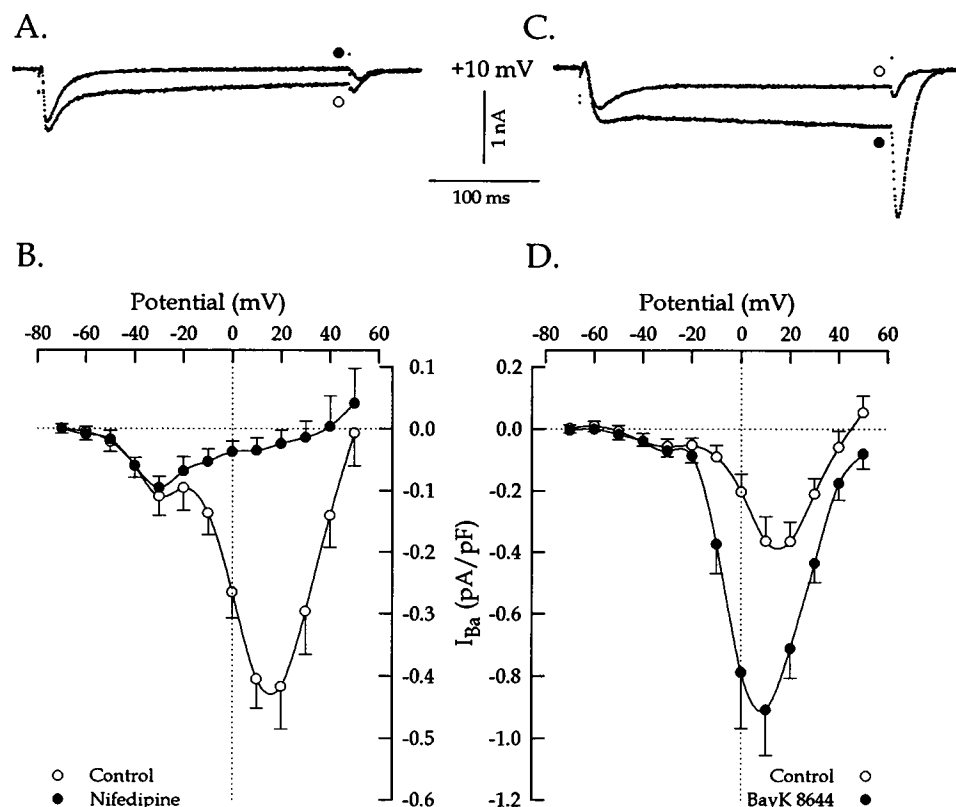 A.
C.
+10 mV
1 nA
100 ms
B.
D.
Potential (mV)
Potential (mV)
-80 -60 -40 -20 0 20 40 60
-80 -60 -40 -20 0 20 40 60
0.1
0.0
-0.1
-0.2
-0.3
-0.4
-0.5
-0.6
I_Ba (pA/pF)
0.2
0.0
-0.2
-0.4
-0.6
-0.8
-1.0
-1.2
Control
Nifedipine
Control
BayK 8644